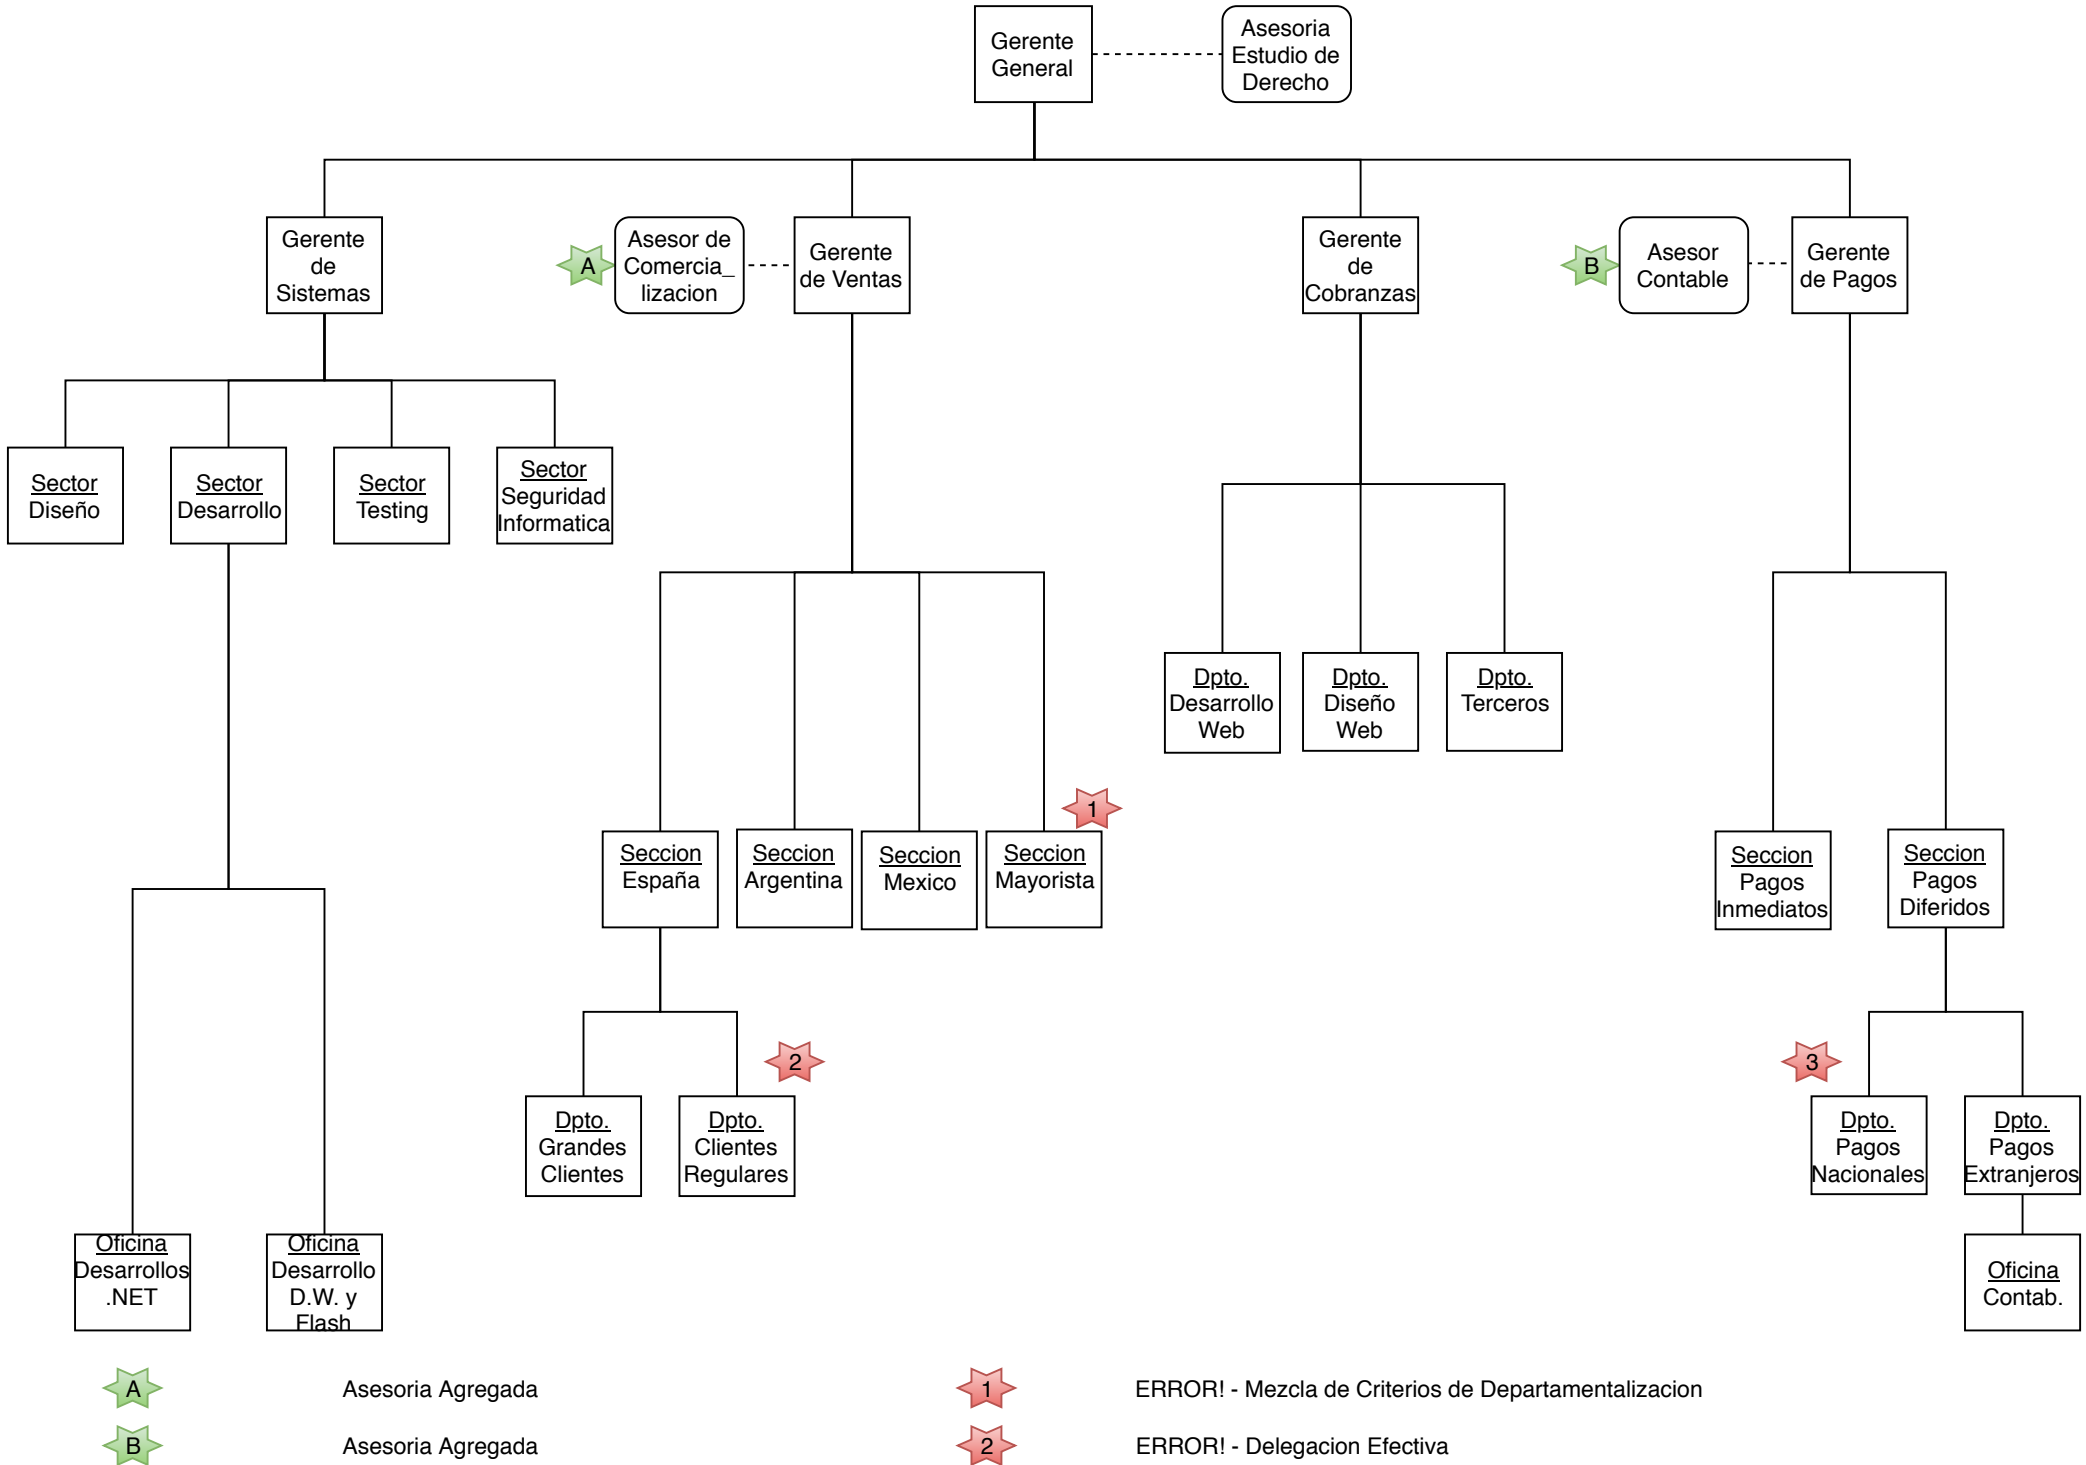 Gerente
General
Asesoria
Estudio de
Derecho
Gerente
de
Sistemas
A
Asesor de
Comercia_
lizacion
Gerente
de Ventas
Gerente
de
Cobranzas
B
Asesor
Contable
Gerente
de Pagos
Sector
Diseño
Sector
Desarrollo
Sector
Testing
Sector
Seguridad
Informatica
Dpto.
Desarrollo
Web
Dpto.
Diseño
Web
Dpto.
Terceros
1
Seccion
España
Seccion
Argentina
Seccion
Mexico
Seccion
Mayorista
Seccion
Pagos
Inmediatos
Seccion
Pagos
Diferidos
2
3
Dpto.
Grandes
Clientes
Dpto.
Clientes
Regulares
Dpto.
Pagos
Nacionales
Dpto.
Pagos
Extranjeros
Oficina
Desarrollos
.NET
Oficina
Desarrollo
D.W. y
Flash
Oficina
Contab.
A Asesoria Agregada
1 ERROR! - Mezcla de Criterios de Departamentalizacion
B Asesoria Agregada
2 ERROR! - Delegacion Efectiva